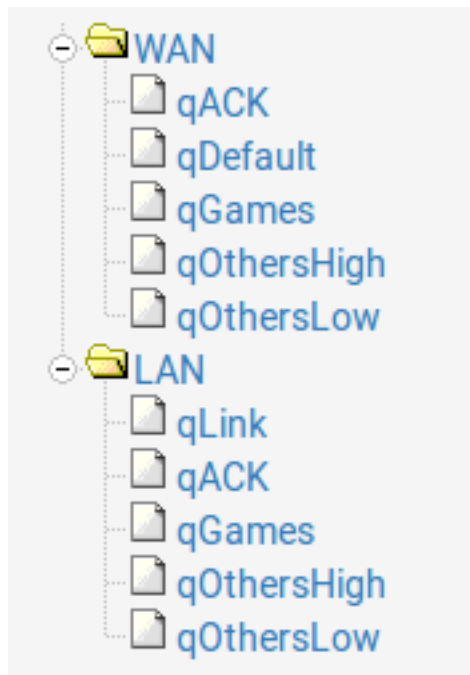 WAN
qACK
qDefault
qGames
qOthersHigh
qOthersLow
LAN
qLink
qACK
qGames
qOthersHigh
qOthersLow